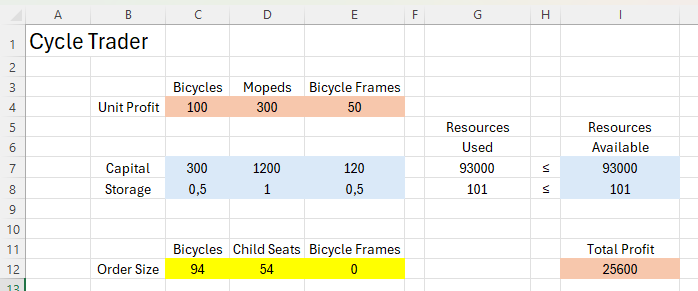 A B C D E F G H I
1 Cycle Trader
2
3 Bicycles Mopeds Bicycle Frames
4 Unit Profit 100 300 50
5 Resources Resources
6 Used Available
7 Capital 300 1200 120 93000 ≤ 93000
8 Storage 0,5 1 0,5 101 ≤ 101
9
10
11 Bicycles Child Seats Bicycle Frames Total Profit
12 Order Size 94 54 0 25600
13